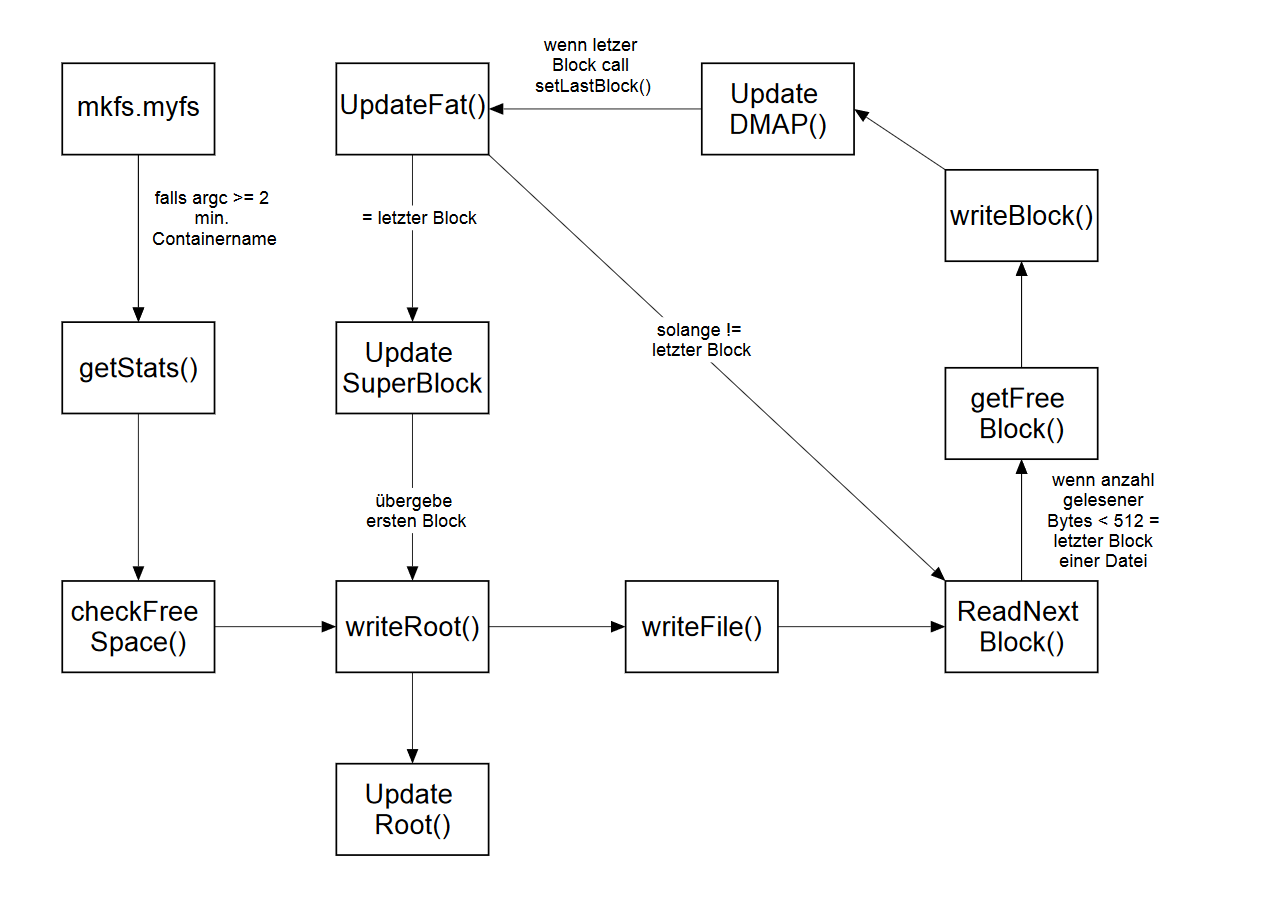 wenn letzer
Block call
setLastBlock()
mkfs.myfs
UpdateFat()
Update
DMAP()
falls argc >= 2
min.
Containername
= letzter Block
writeBlock()
solange !=
letzter Block
getStats()
Update
SuperBlock
getFree
Block()
übergebe
ersten Block
wenn anzahl
gelesener
Bytes < 512 =
letzter Block
einer Datei
checkFree
Space()
writeRoot()
writeFile()
ReadNext
Block()
Update
Root()